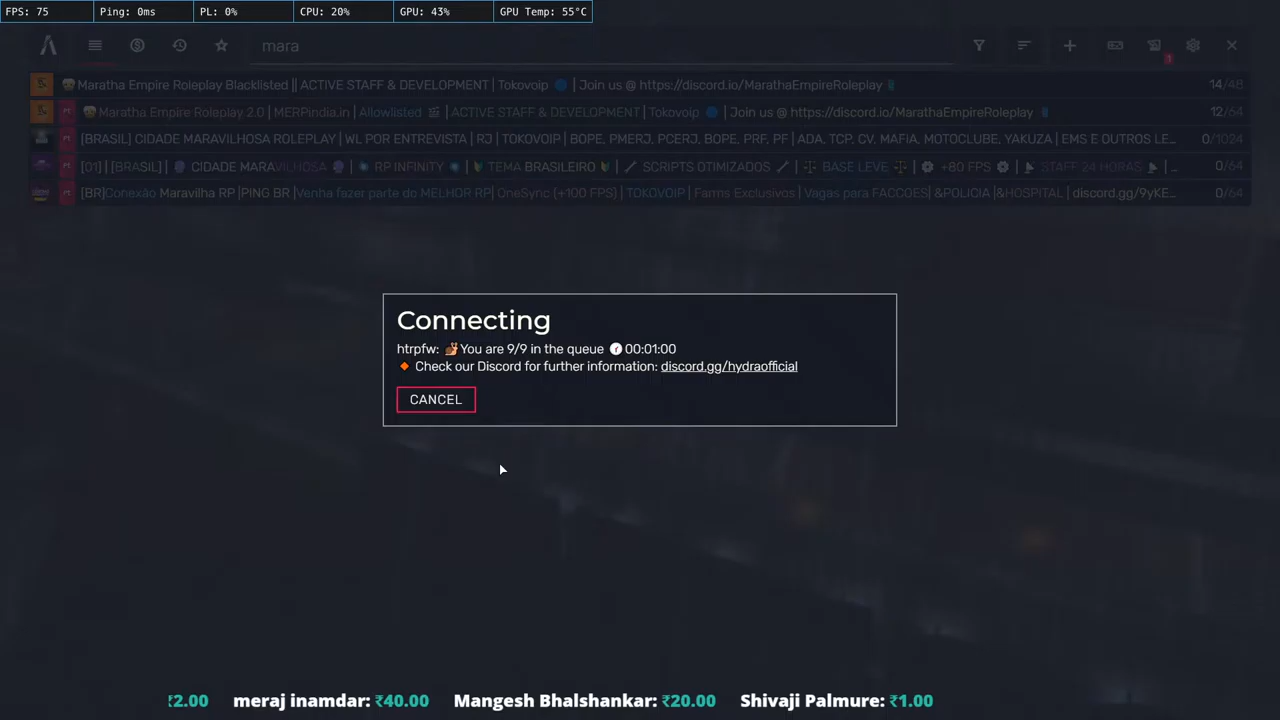 FPS: 75 Ping: 0ms PL: 0% CPU: 20% GPU: 43% GPU Temp: 55°C
mara
1
Maratha Empire Roleplay Blacklisted || ACTIVE STAFF & DEVELOPMENT | Tokovoip | Join us @ https://discord.io/MarathaEmpireRoleplay 14/48
Maratha Empire Roleplay 2.0 | MERPindia.in | Allowlisted | ACTIVE STAFF & DEVELOPMENT | Tokovoip | Join us @ https://discord.io/MarathaEmpireRoleplay 12/64
[BRASIL] CIDADE MARAVILHOSA ROLEPLAY | WL POR ENTREVISTA | RJ | TOKOVOIP | BOPE, PMERJ, PCERJ, BOPE, PRF, PF | ADA, TCP, CV, MAFIA, MOTOCLUBE, YAKUZA | EMS E OUTROS LE... 0/1024
[01] | [BRASIL] CIDADE MARAVILHOSA | RP INFINITY | TEMA BRASILEIRO | SCRIPTS OTIMIZADOS | BASE LEVE | +80 FPS | STAFF 24 HORAS | ... 0/64
[BR]Conexão Maravilha RP |PING BR |Venha fazer parte do MELHOR RP| OneSync (+100 FPS) | TOKOVOIP | Farms Exclusivos | Vagas para FACCOES| &POLICIA |&HOSPITAL | discord.gg/9yKE... 0/64
Connecting
htrpfw: 🐌You are 9/9 in the queue 🕐00:01:00
🔸 Check our Discord for further information: discord.gg/hydraofficial
CANCEL
₹2.00 meraj inamdar: ₹40.00 Mangesh Bhalshankar: ₹20.00 Shivaji Palmure: ₹1.00